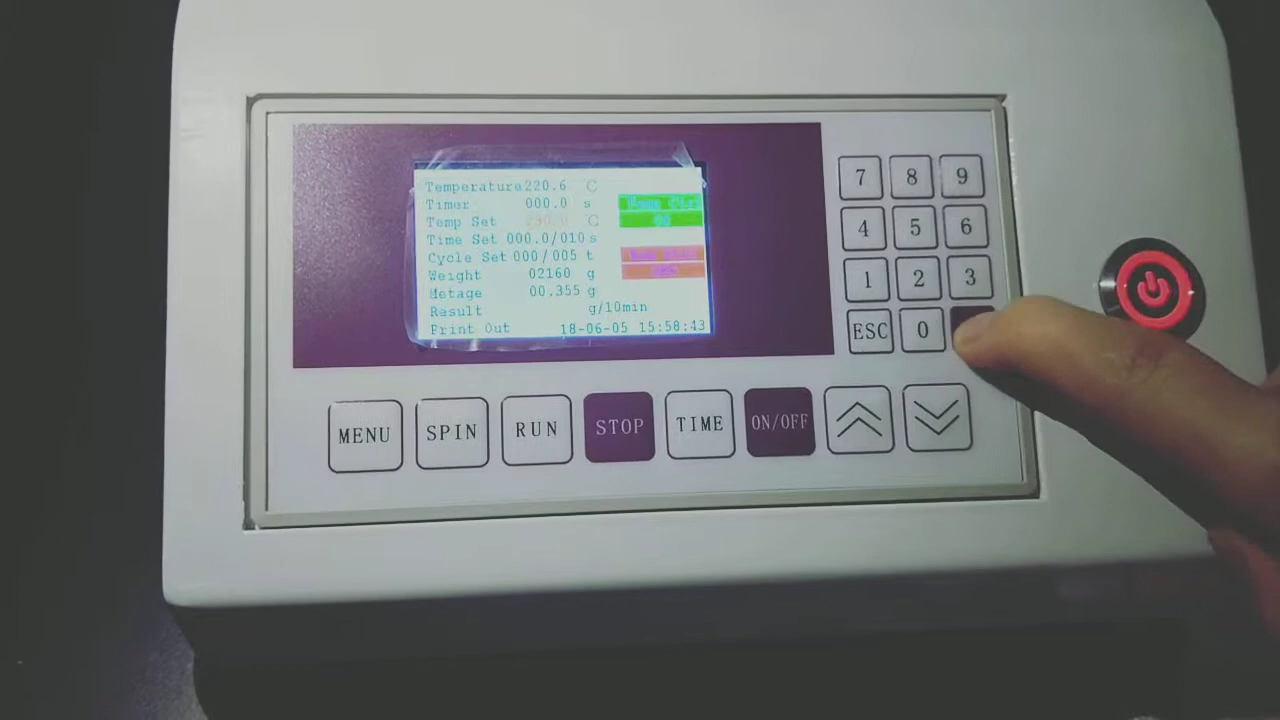 Temperature 220.6 C
Timer 000.0 s
Temp Set C
Time Set 000.0/010 s
Cycle Set 000/005 t
Weight 02160 g
Metage 00.355 g
Result g/10min
Print Out 18-06-05 15:58:43
7 8 9
4 5 6
1 2 3
ESC 0
MENU SPIN RUN STOP TIME ON/OFF